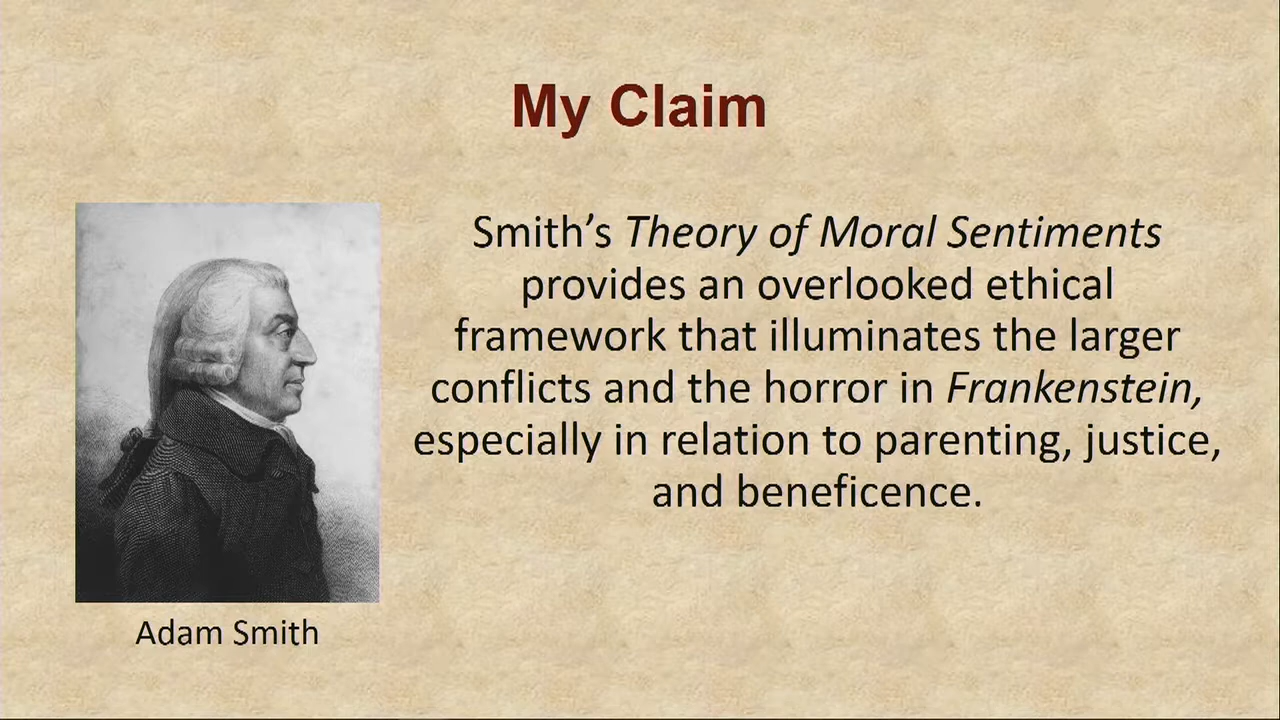 My Claim
Smith’s Theory of Moral Sentiments
provides an overlooked ethical
framework that illuminates the larger
conflicts and the horror in Frankenstein,
especially in relation to parenting, justice,
and beneficence.
Adam Smith